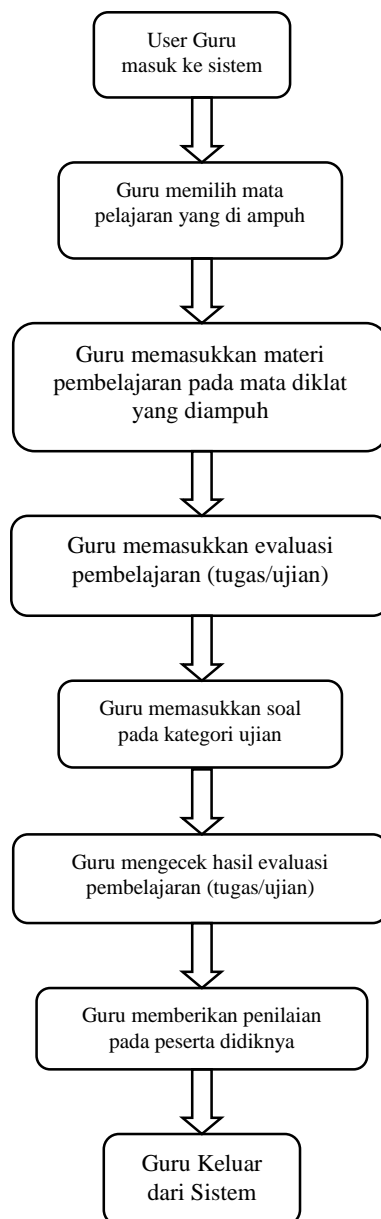 User Guru
masuk ke sistem
Guru memilih mata
pelajaran yang di ampuh
Guru memasukkan materi
pembelajaran pada mata diklat
yang diampuh
Guru memasukkan evaluasi
pembelajaran (tugas/ujian)
Guru memasukkan soal
pada kategori ujian
Guru mengecek hasil evaluasi
pembelajaran (tugas/ujian)
Guru memberikan penilaian
pada peserta didiknya
Guru Keluar
dari Sistem